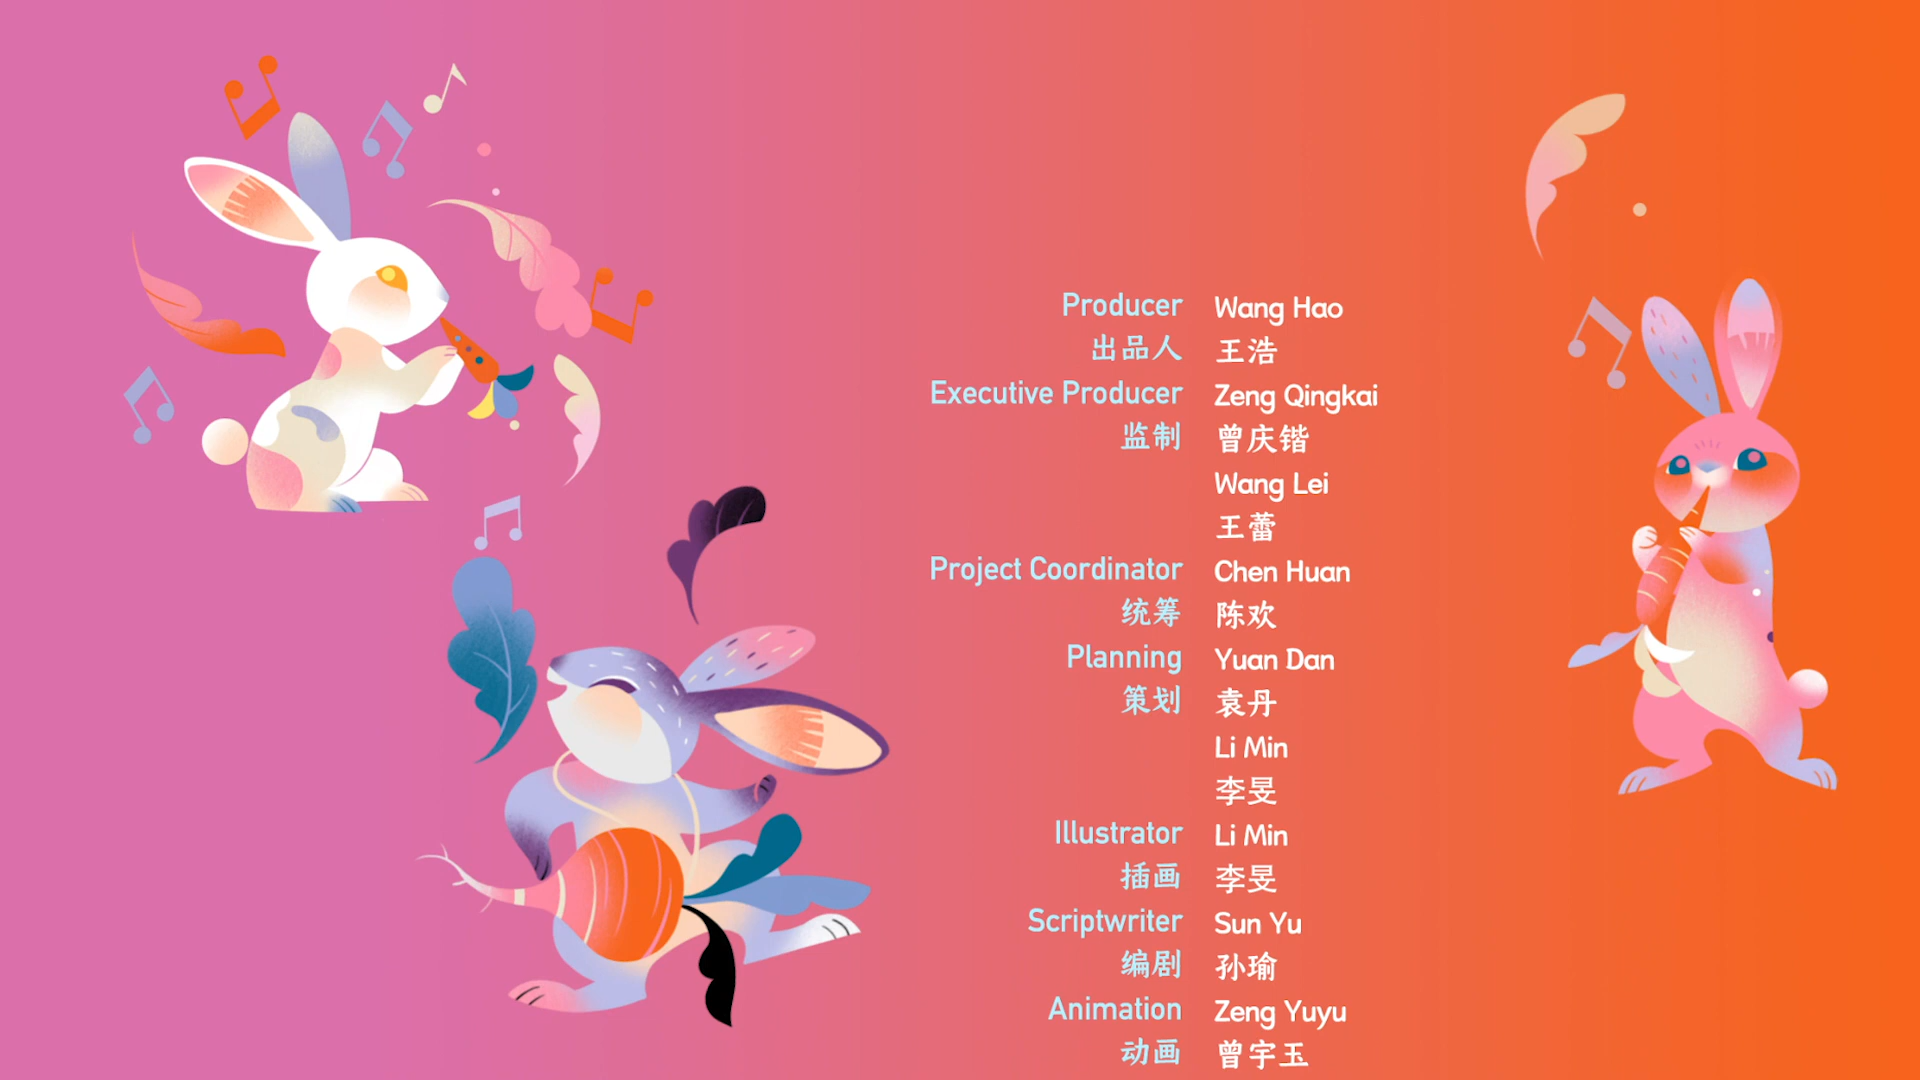 Producer Wang Hao
出品人 王浩
Executive Producer Zeng Qingkai
监制 曾庆锴
Wang Lei
王蕾
Project Coordinator Chen Huan
统筹 陈欢
Planning Yuan Dan
策划 袁丹
Li Min
李旻
Illustrator Li Min
插画 李旻
Scriptwriter Sun Yu
编剧 孙瑜
Animation Zeng Yuyu
动画 曾宇玉